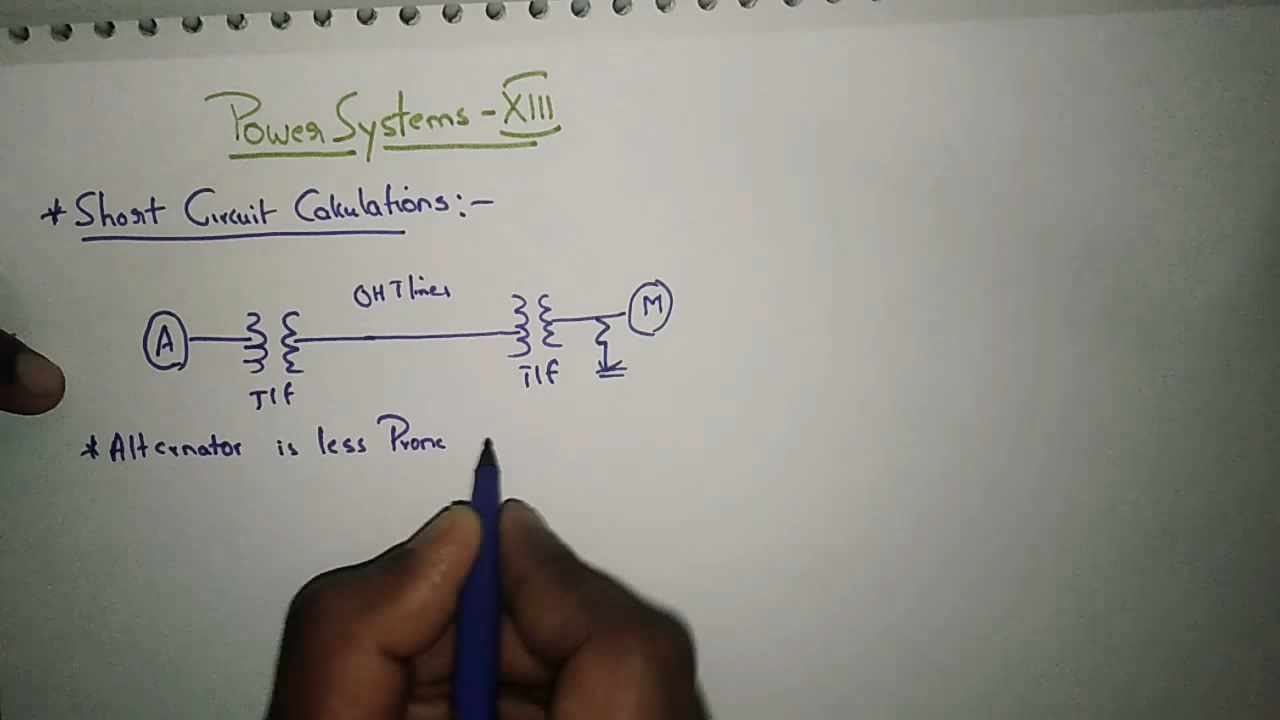 Power Systems - XIII
* Short Circuit Calculations:-
OHT lines
A
M
T/f
T/f
* Alternator is less Prone